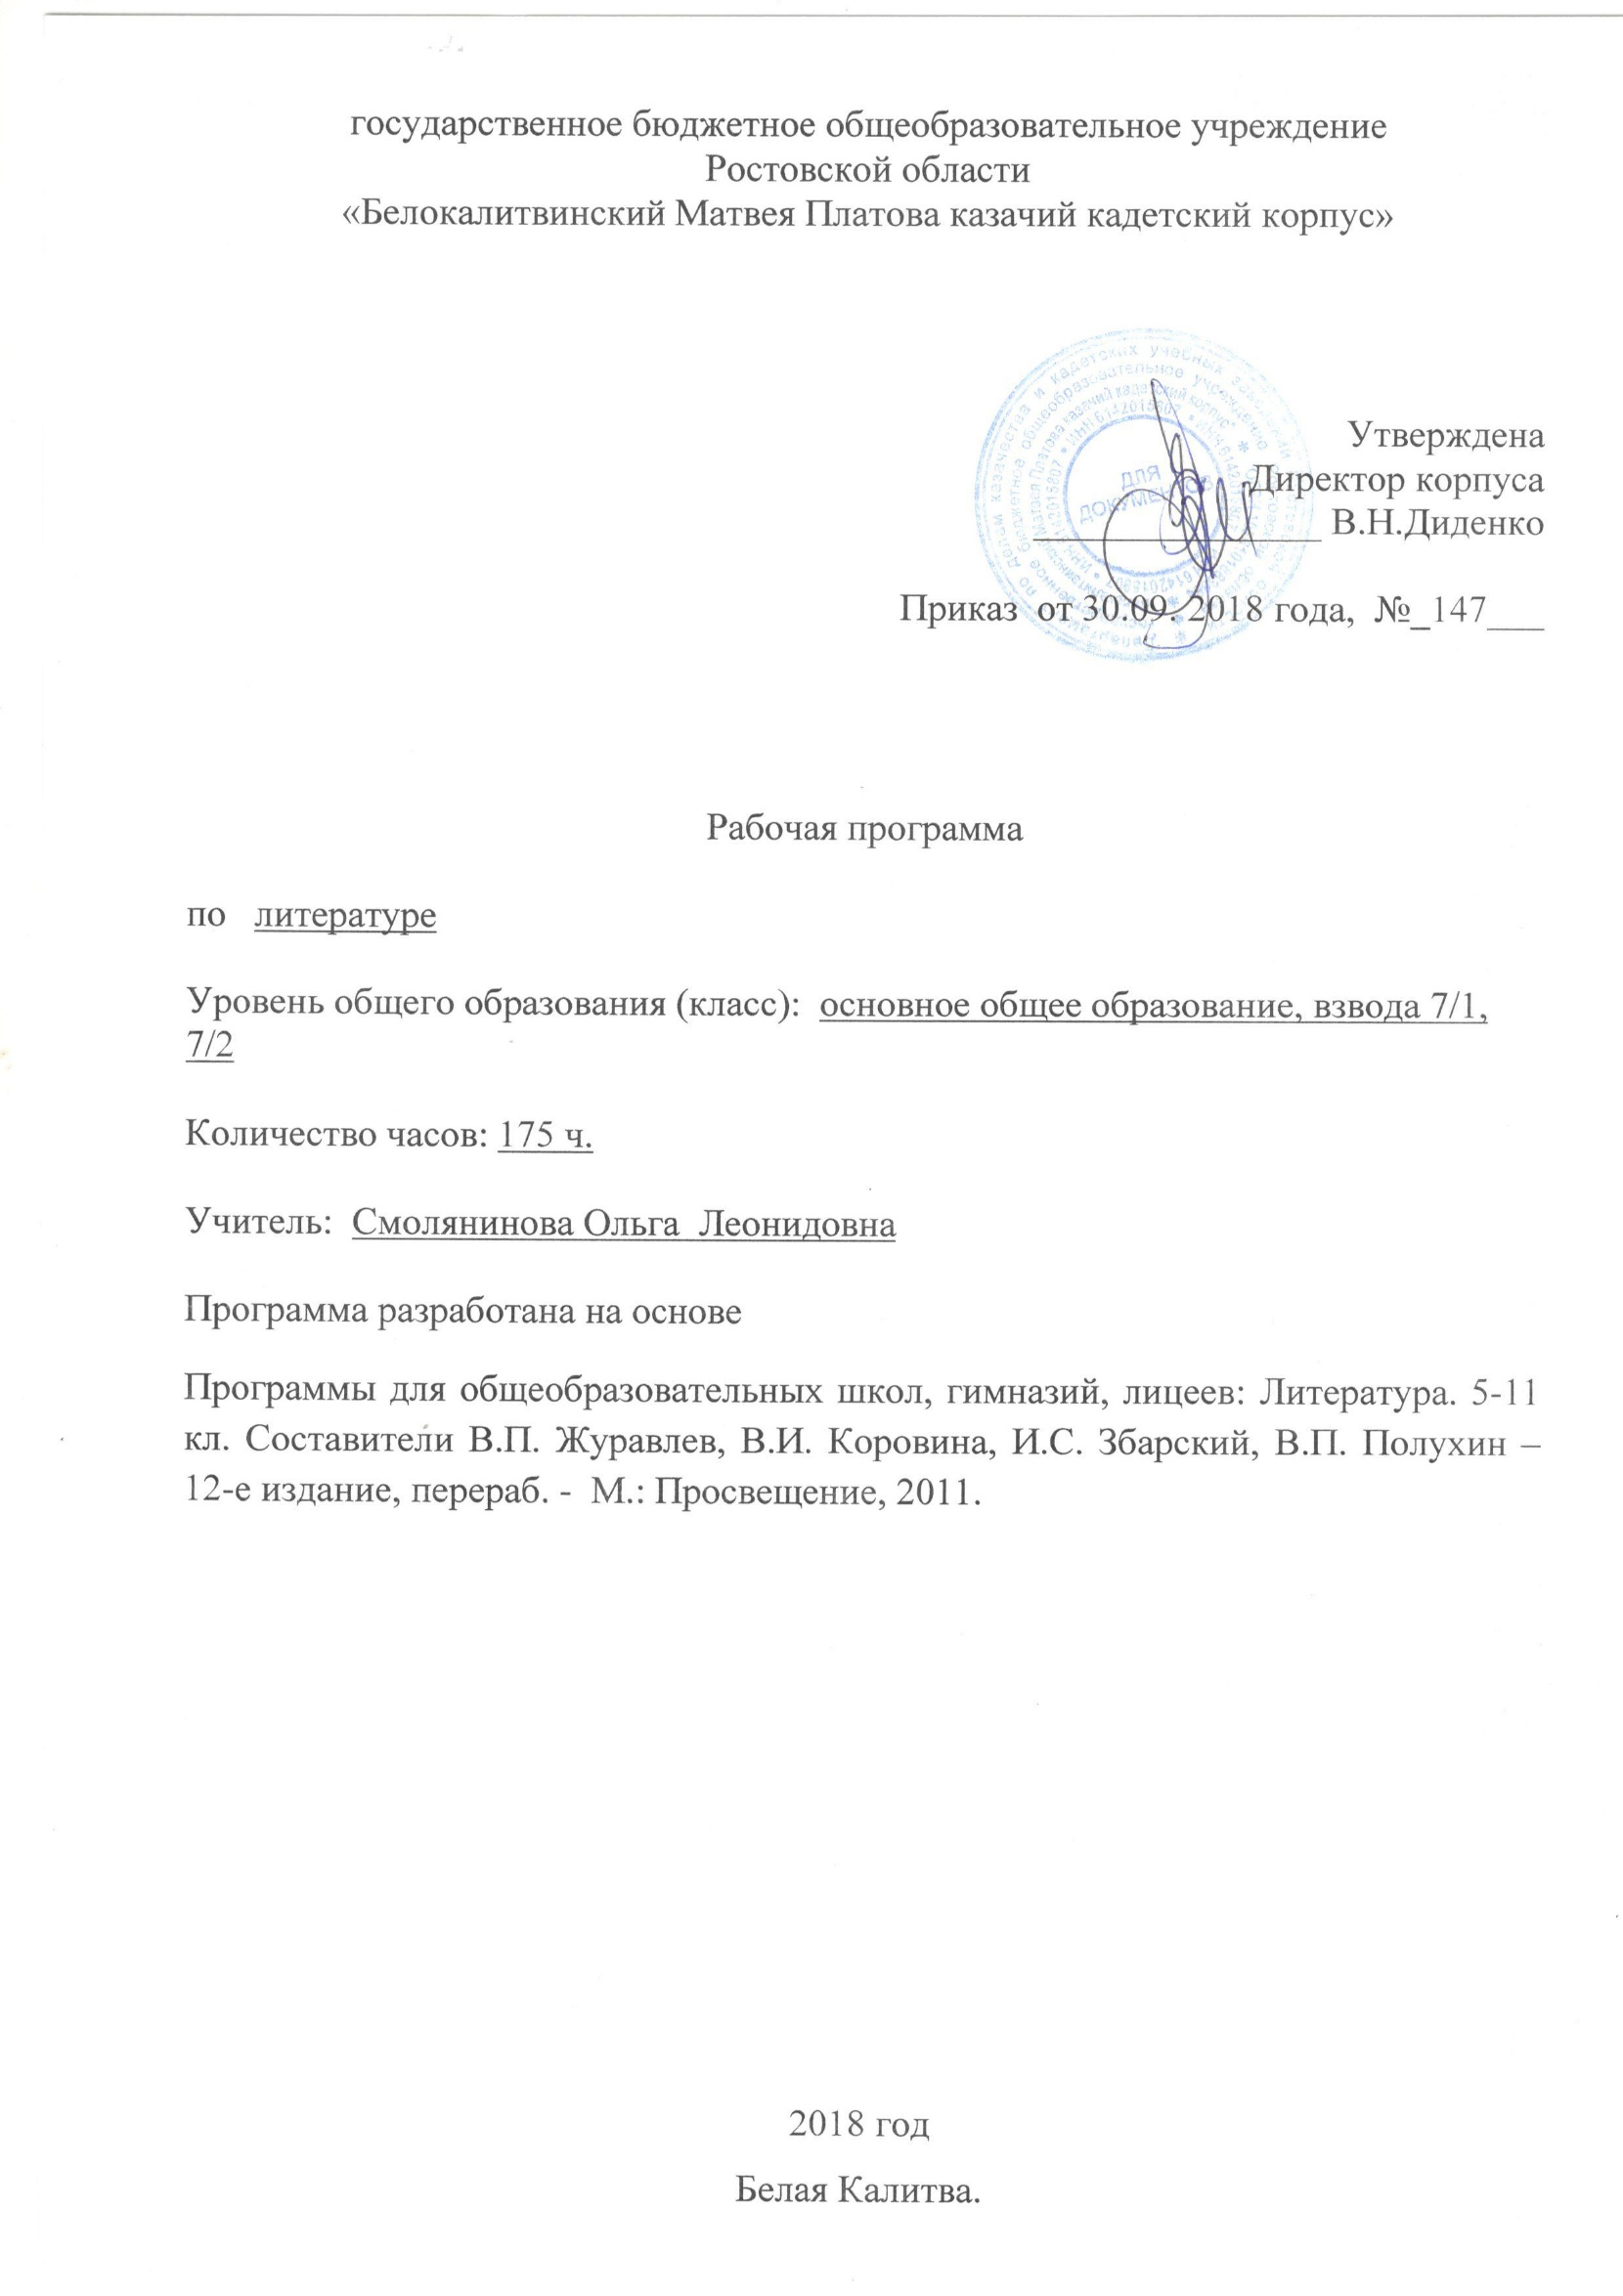 государственное бюджетное общеобразовательное учреждение
Ростовской области
«Белокалитвинский Матвея Платова казачий кадетский корпус»
ДЛЯ
ДОКУМЕНТОВ
Утверждена
Директор корпуса
_______________ В.Н.Диденко
Приказ от 30.09. 2018 года, №_147___
Рабочая программа
по литературе
Уровень общего образования (класс): основное общее образование, взвода 7/1,
7/2
Количество часов: 175 ч.
Учитель: Смолянинова Ольга Леонидовна
Программа разработана на основе
Программы для общеобразовательных школ, гимназий, лицеев: Литература. 5-11
кл. Составители В.П. Журавлев, В.И. Коровина, И.С. Збарский, В.П. Полухин –
12-е издание, перераб. - М.: Просвещение, 2011.
2018 год
Белая Калитва.